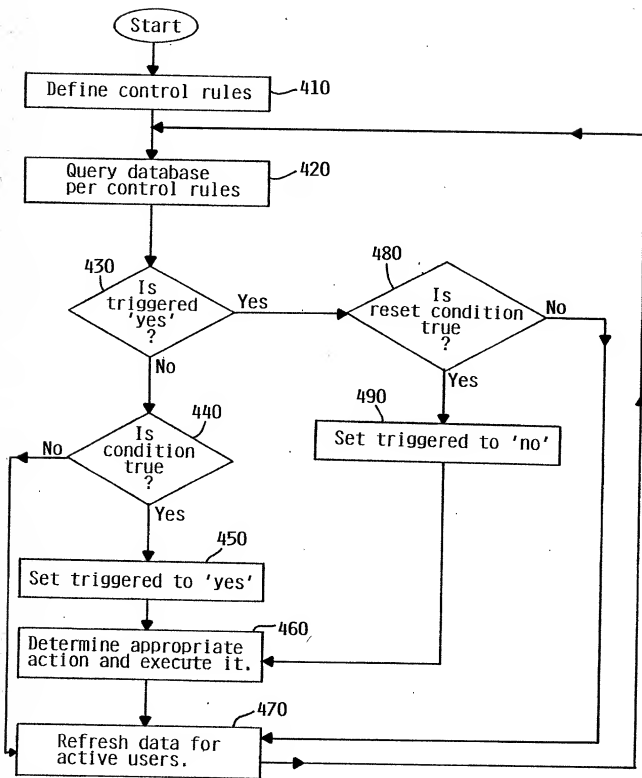 Start
Define control rules
410
Query database
per control rules
420
430
Is
triggered
'yes'
?
Yes
No
480
Is
reset condition
true
?
No
Yes
440
Is
condition
true
?
No
Yes
490
Set triggered to 'no'
450
Set triggered to 'yes'
460
Determine appropriate
action and execute it.
470
Refresh data for
active users.